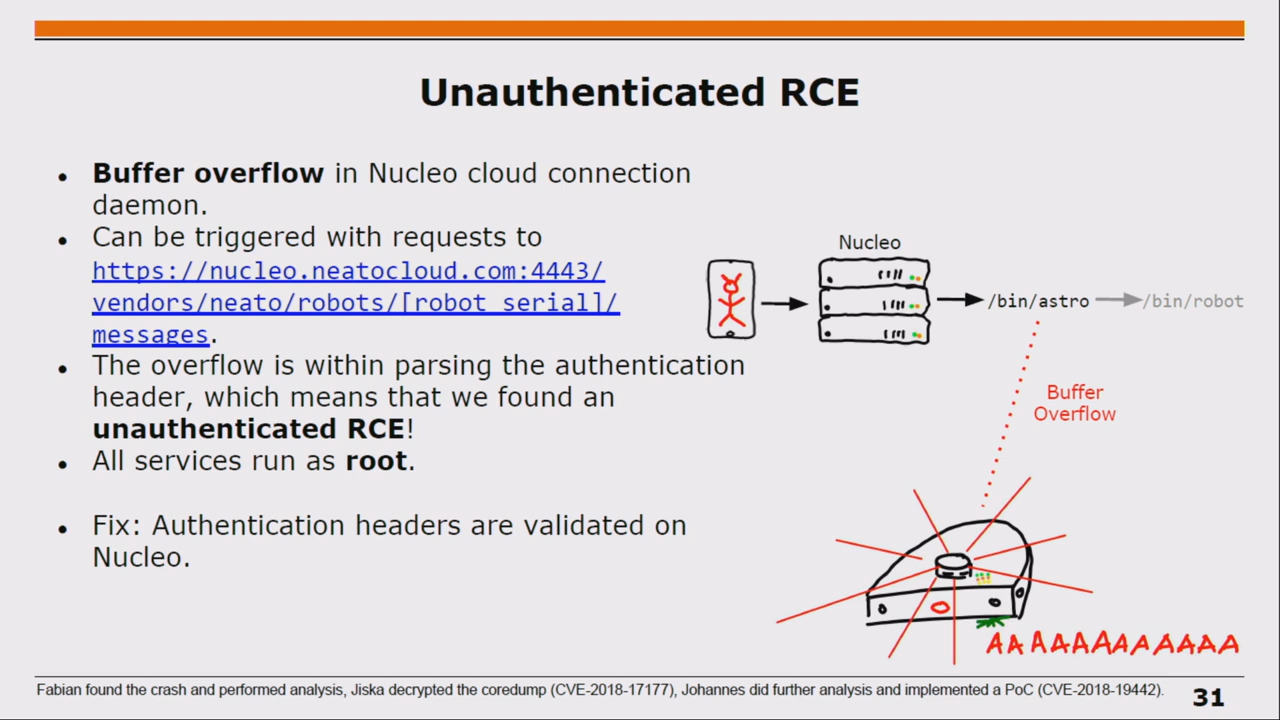 Unauthenticated RCE
• Buffer overflow in Nucleo cloud connection
daemon.
• Can be triggered with requests to
https://nucleo.neatocloud.com:4443/
vendors/neato/robots/[robot serial]/
messages.
• The overflow is within parsing the authentication
header, which means that we found an
unauthenticated RCE!
• All services run as root.
• Fix: Authentication headers are validated on
Nucleo.
Nucleo
/bin/astro
/bin/robot
Buffer
Overflow
AAAAAAAAAAAA
Fabian found the crash and performed analysis, Jiska decrypted the coredump (CVE-2018-17177), Johannes did further analysis and implemented a PoC (CVE-2018-19442).
31